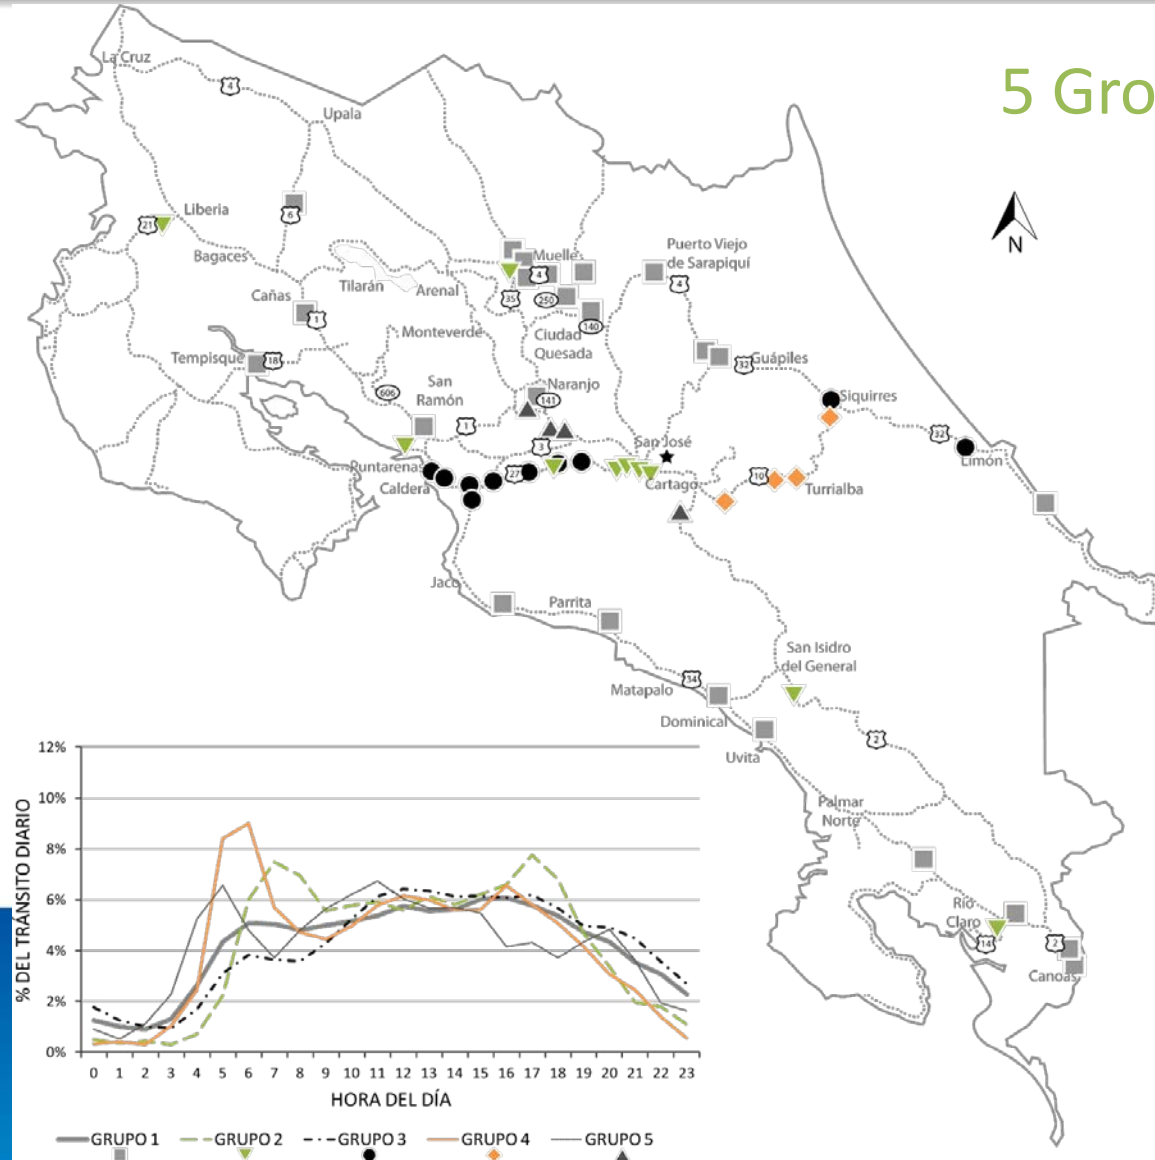 5 Gro
La Cruz
4
Upala
N
21
Liberia
6
Bagaces
Muelle
Puerto Viejo
de Sarapiquí
4
4
Tilarán
Arenal
35
250
Cañas
1
140
Monteverde
Ciudad
Quesada
Tempisque
18
32
Guápiles
606
San
Ramón
Naranjo
141
Siquirres
1
3
San José
32
Limón
Puntarenas
27
Caldera
Cartago
10
Turrialba
Jacó
Parrita
San Isidro
del General
34
Matapalo
Dominical
2
Uvita
Palmar
Norte
Río
Claro
14
2
Canoas
% DEL TRÁNSITO DIARIO
12%
10%
8%
6%
4%
2%
0%
0 1 2 3 4 5 6 7 8 9 10 11 12 13 14 15 16 17 18 19 20 21 22 23
HORA DEL DÍA
GRUPO 1 GRUPO 2 GRUPO 3 GRUPO 4 GRUPO 5